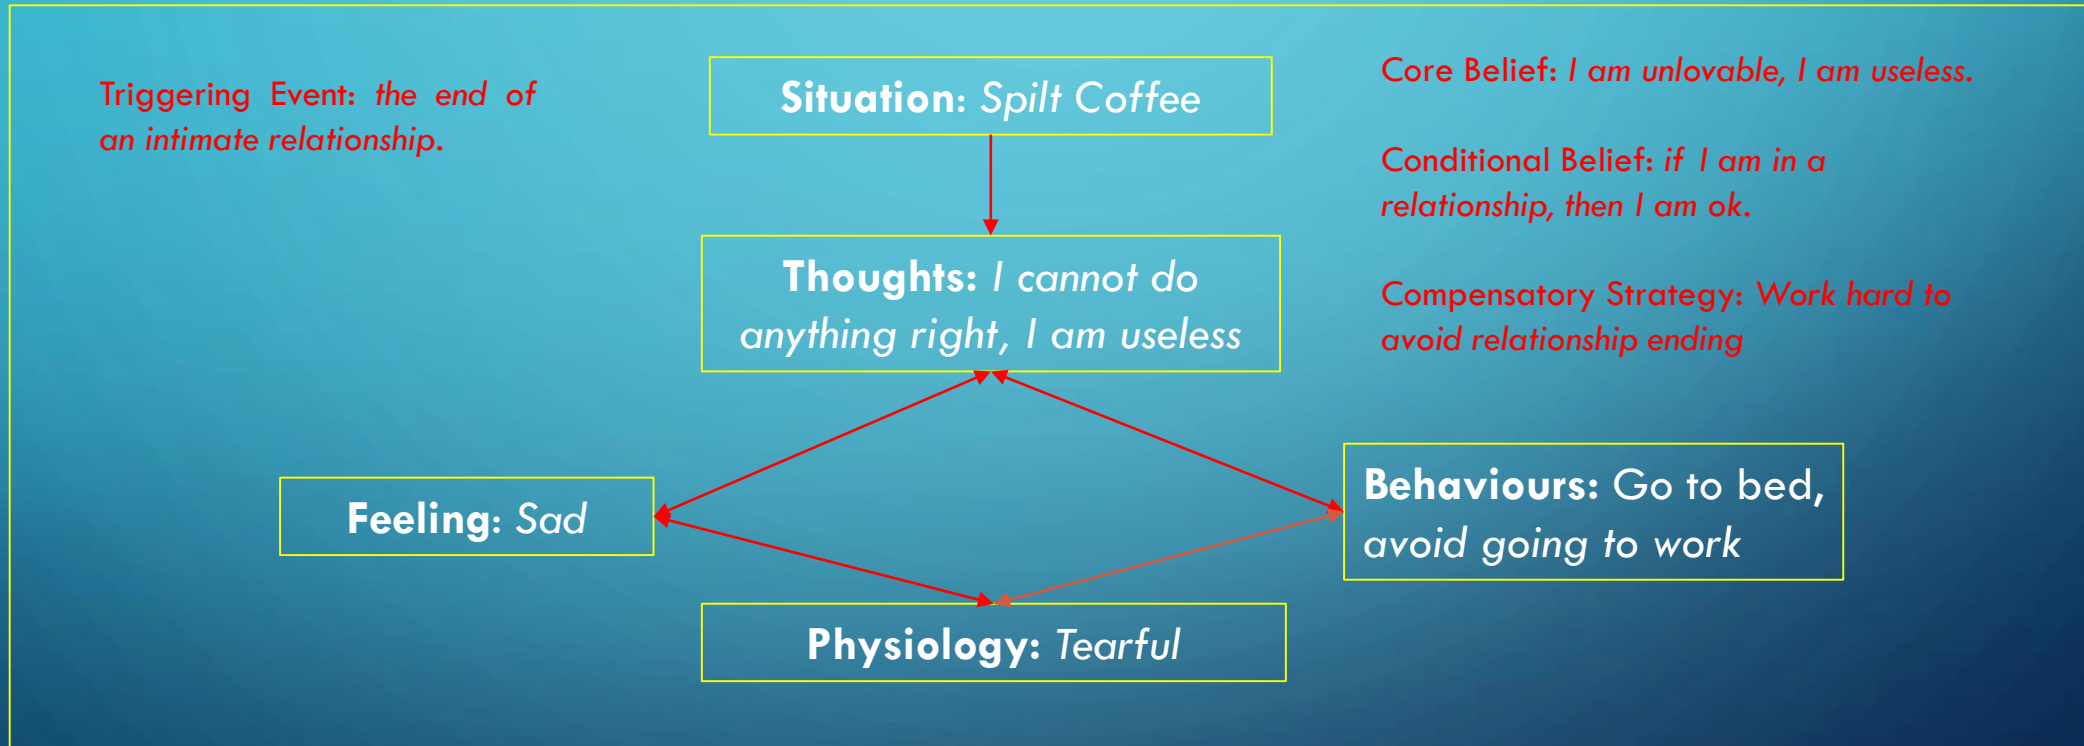 Triggering Event: the end of
an intimate relationship.
Situation: Spilt Coffee
Core Belief: I am unlovable, I am useless.
Conditional Belief: if I am in a
relationship, then I am ok.
Compensatory Strategy: Work hard to
avoid relationship ending
Thoughts: I cannot do
anything right, I am useless
Feeling: Sad
Behaviours: Go to bed,
avoid going to work
Physiology: Tearful